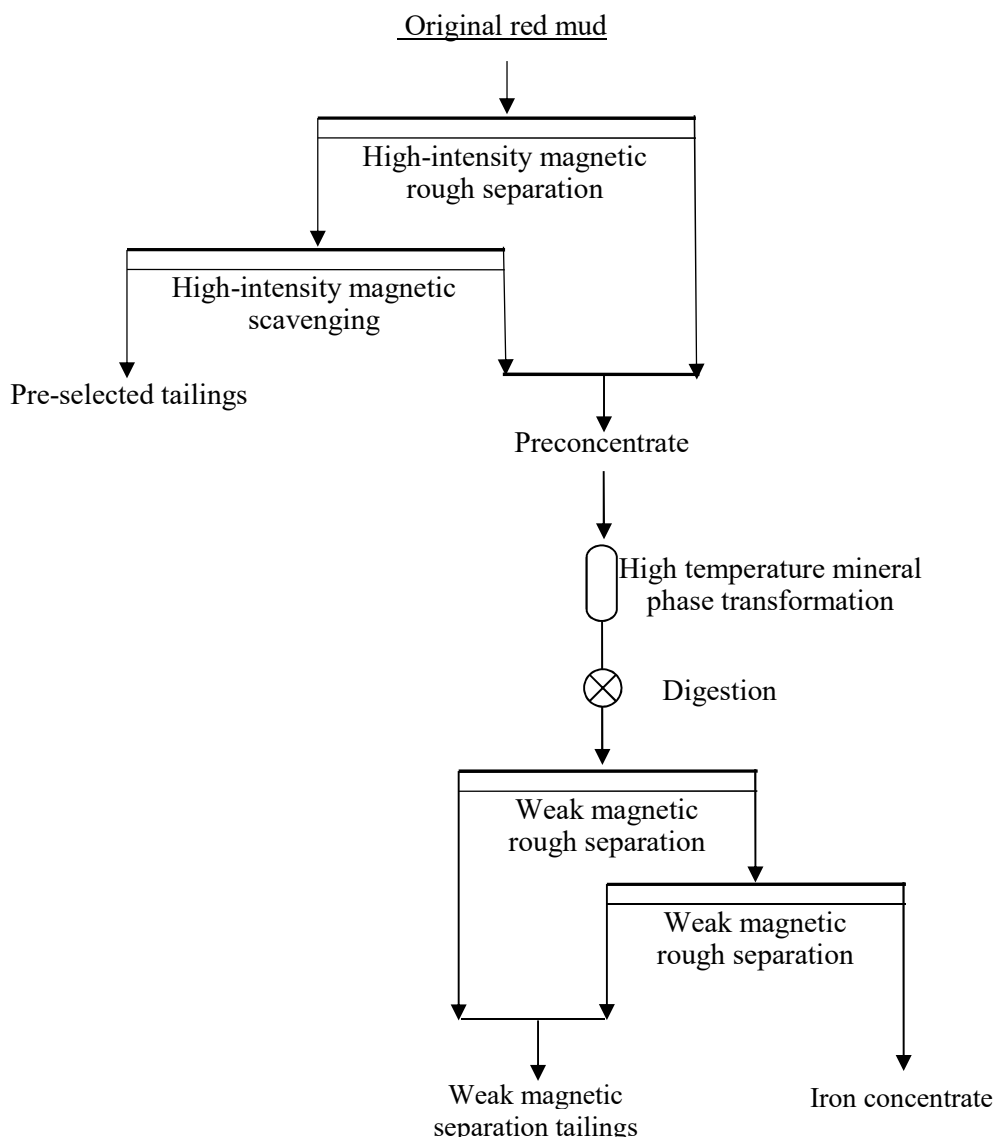 Original red mud
High-intensity magnetic
rough separation
High-intensity magnetic
scavenging
Pre-selected tailings
Preconcentrate
High temperature mineral
phase transformation
Digestion
Weak magnetic
rough separation
Weak magnetic
rough separation
Weak magnetic
separation tailings
Iron concentrate